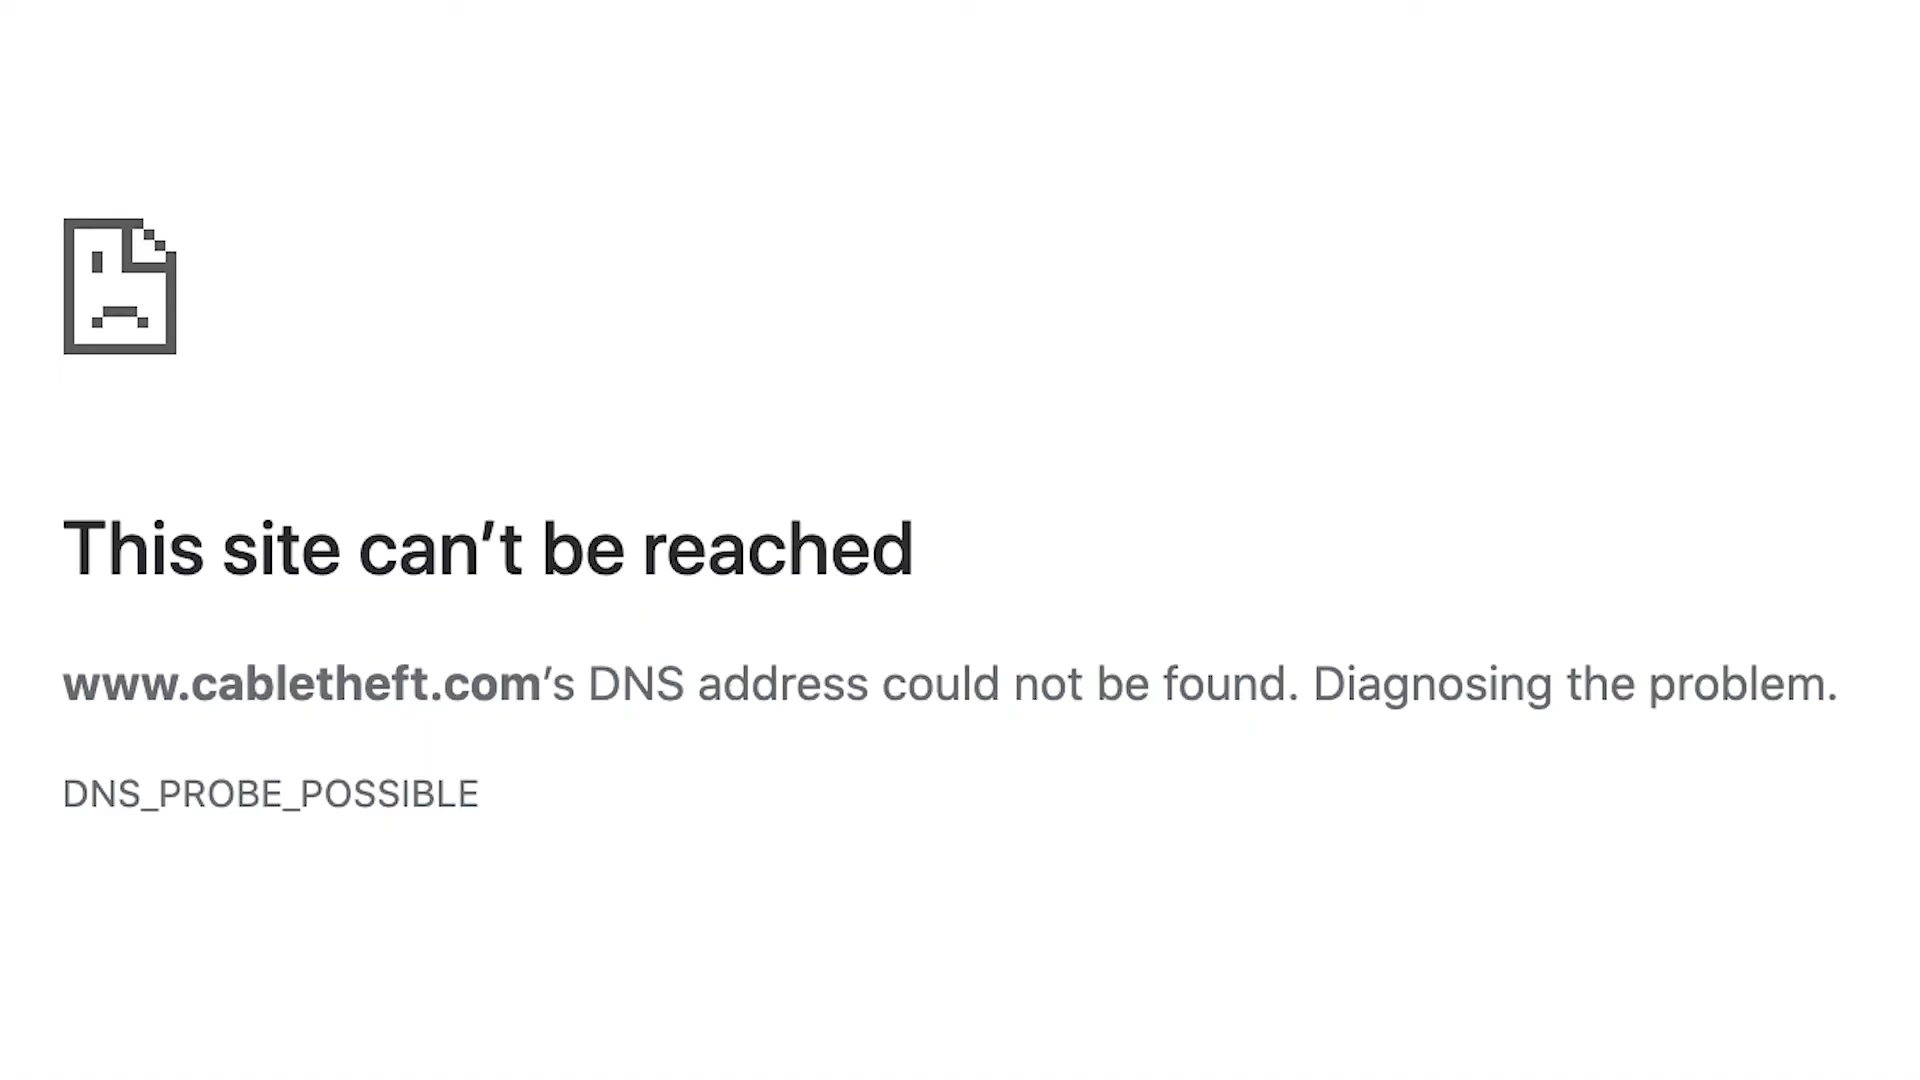 This site can’t be reached
www.cabletheft.com’s DNS address could not be found. Diagnosing the problem.
DNS_PROBE_POSSIBLE